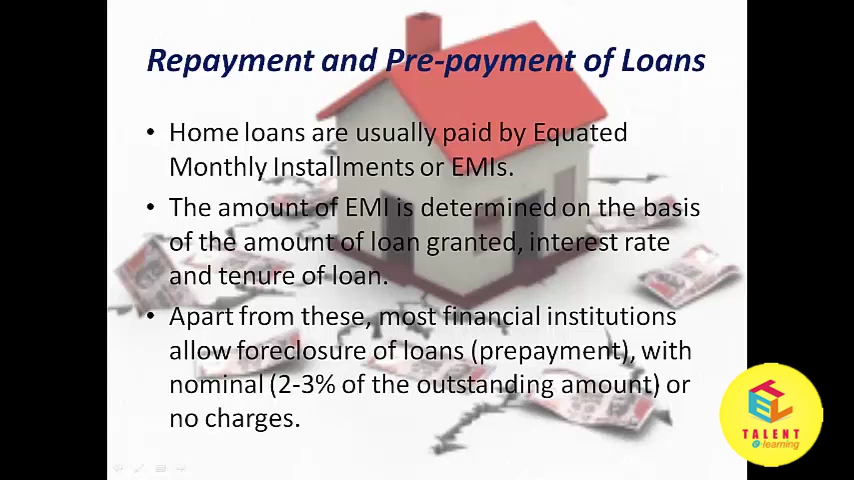 Repayment and Pre-payment of Loans
• Home loans are usually paid by Equated
Monthly Installments or EMIs.
• The amount of EMI is determined on the basis
of the amount of loan granted, interest rate
and tenure of loan.
• Apart from these, most financial institutions
allow foreclosure of loans (prepayment), with
nominal (2-3% of the outstanding amount) or
no charges.
TEL
TALENT
e-learning